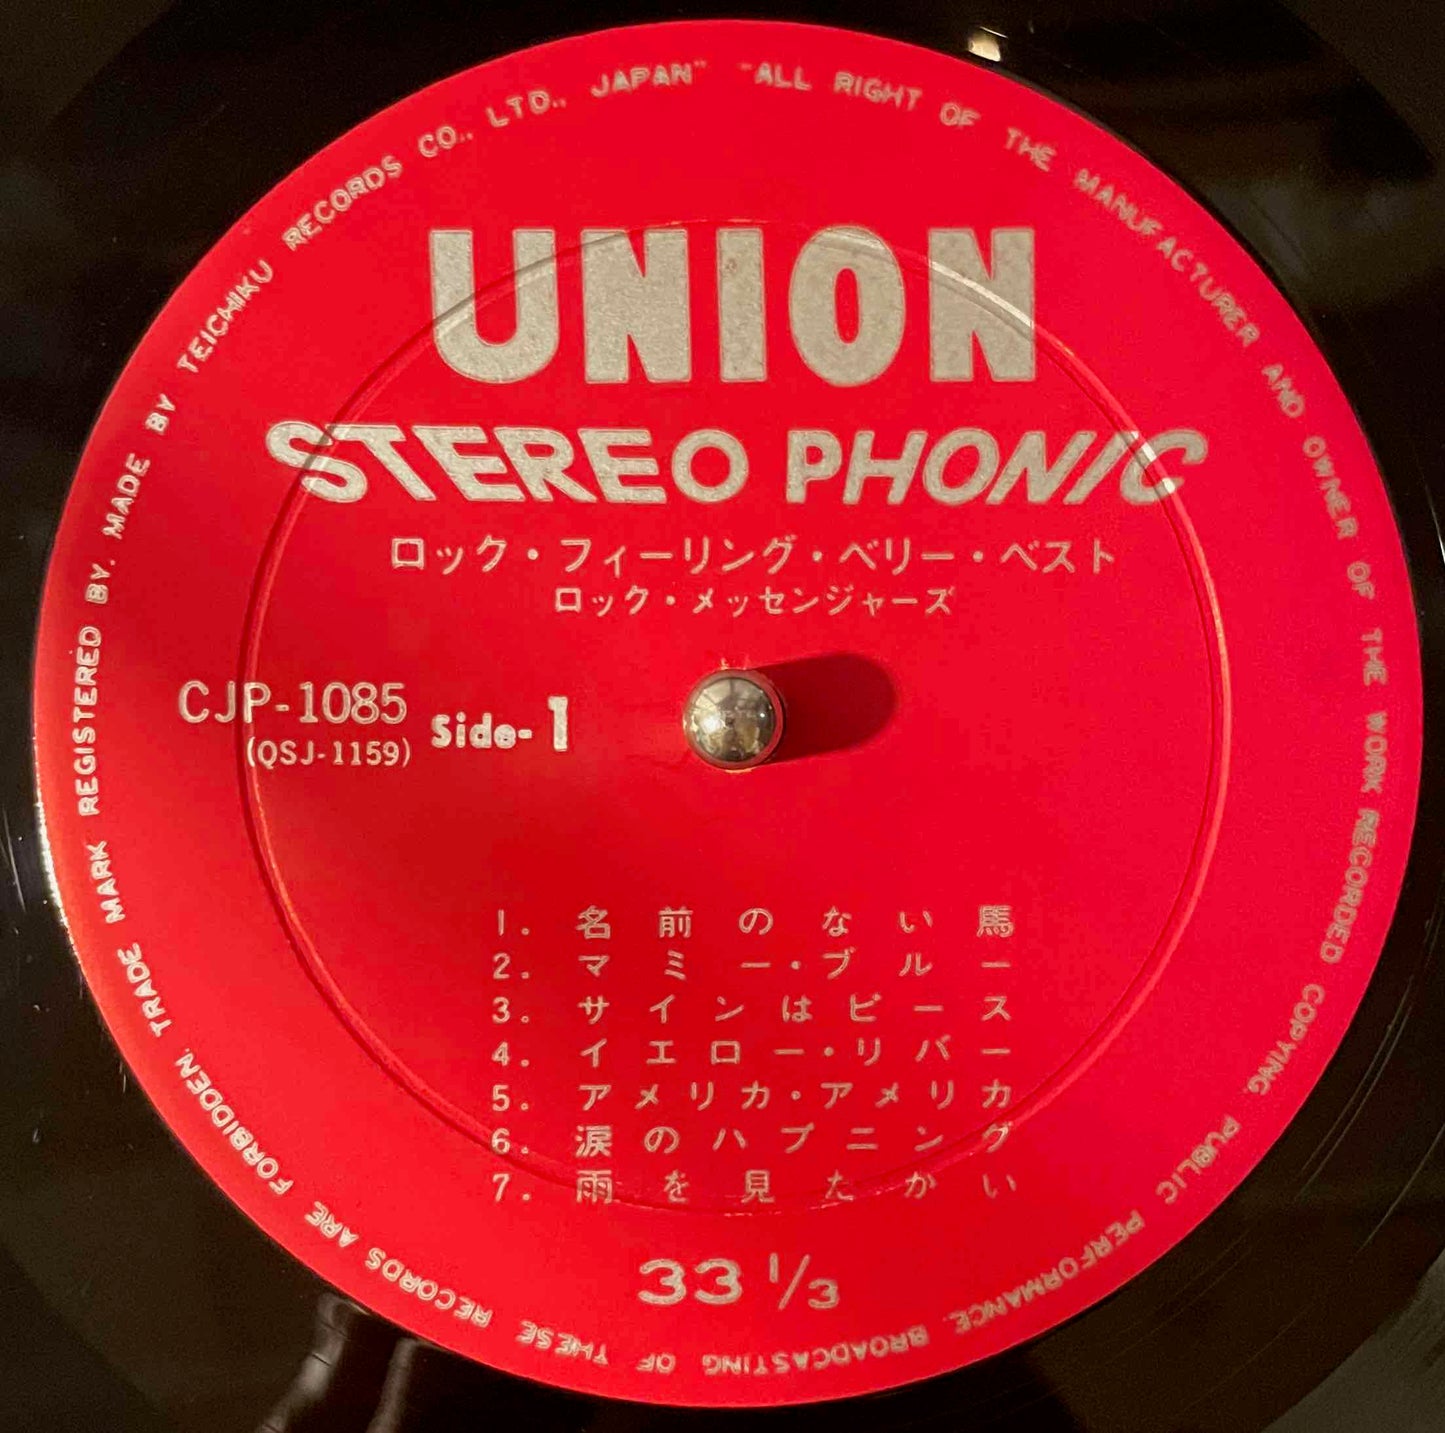 TRADE MARK REGISTERED BY. MADE BY TEICHIKU RECORDS CO., LTD., JAPAN" "ALL RIGHT OF THE MANUFACTURER AND OWNER OF THE WORK RECORDED COPYING. PUBLIC PERFORMANCE. BROADCASTING OF THESE RECORDS ARE FORBIDDEN.
UNION
STEREO PHONIC
ロック・フィーリング・ベリー・ベスト
ロック・メッセンジャーズ
CJP-1085 Side-1
(QSJ-1159)
1. 名前のない馬
2. マミー・ブルー
3. サインはピース
4. イエロー・リバー
5. アメリカ・アメリカ
6. 涙のハプニング
7. 雨を見たかい
33 1/3